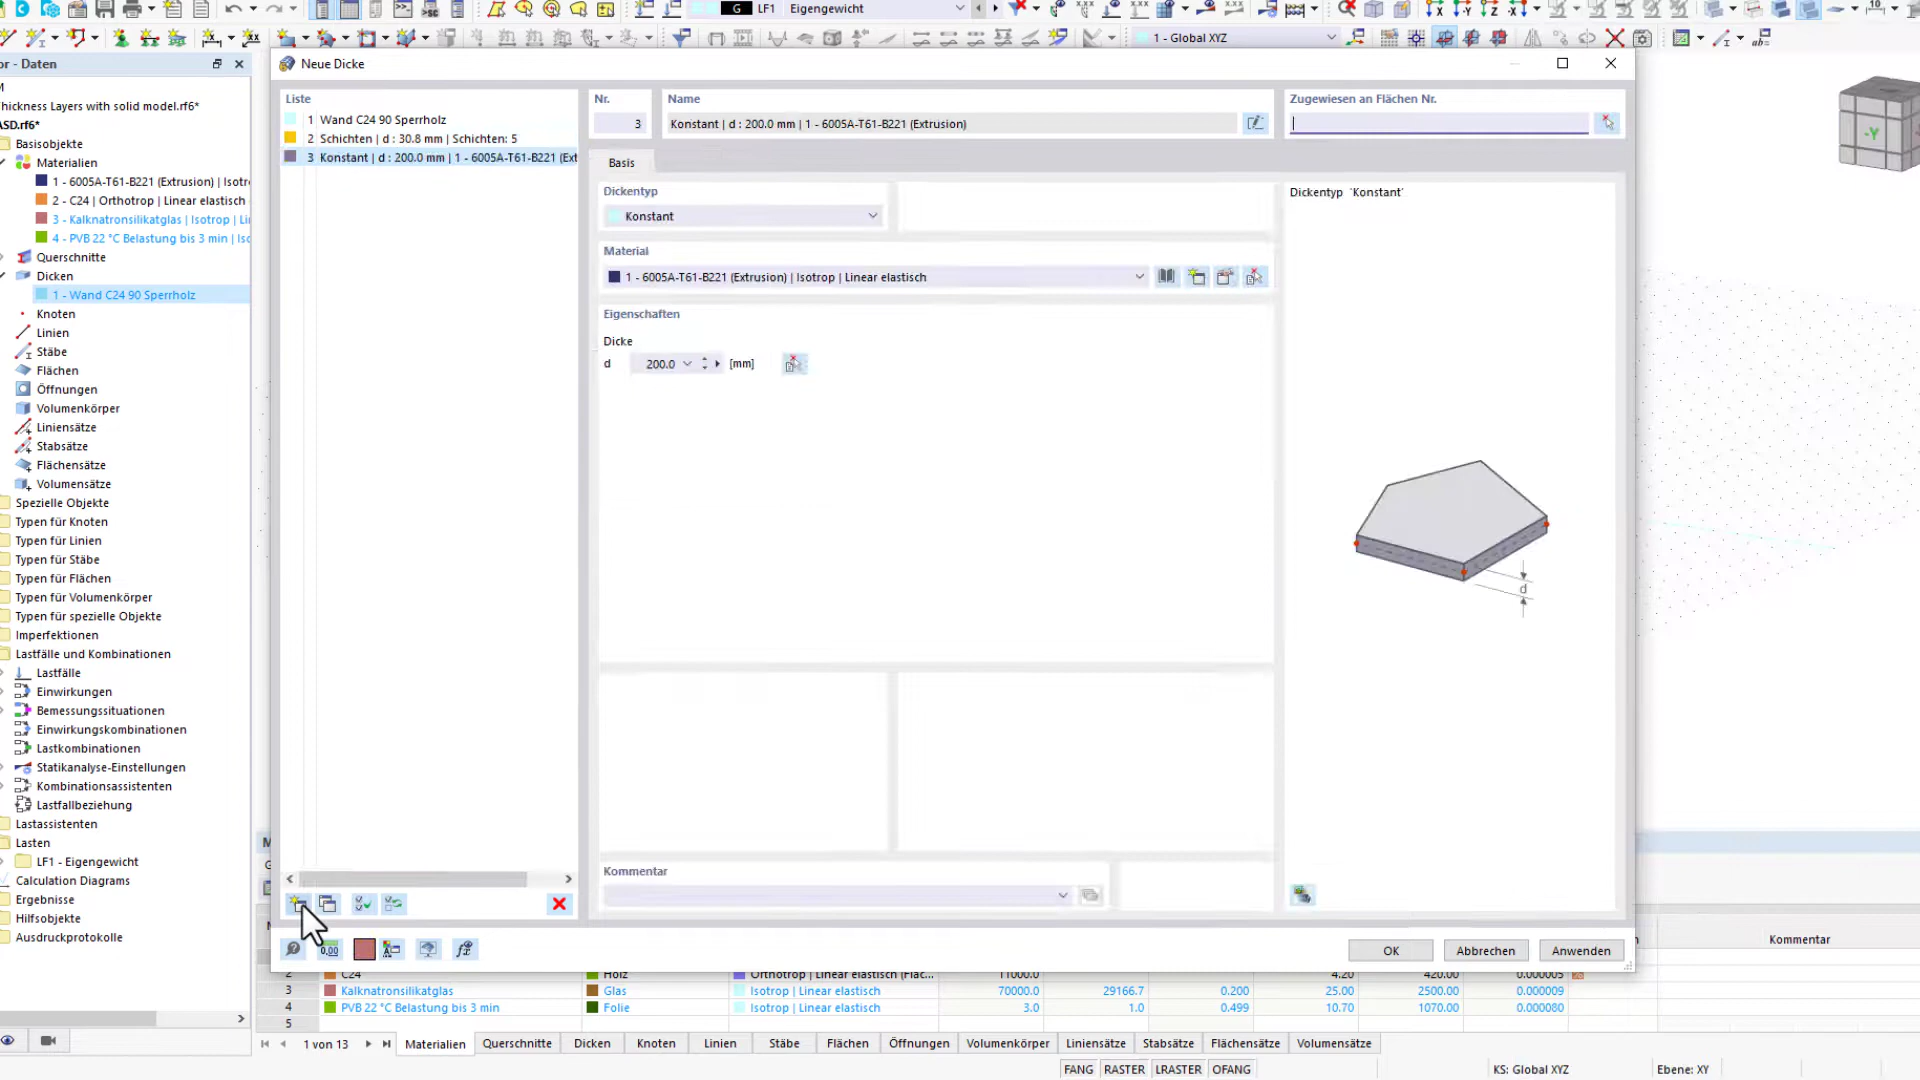 G LF1 Eigengewicht
1 - Global XYZ
or - Daten
hickness Layers with solid model.rf6*
ASD.rf6*
Basisobjekte
Materialien
1 - 6005A-T61-B221 (Extrusion) | Isotr
2 - C24 | Orthotrop | Linear elastisch
3 - Kalknatronsilikatglas | Isotrop | Li
4 - PVB 22 °C Belastung bis 3 min | Iso
Querschnitte
Dicken
1 - Wand C24 90 Sperrholz
Knoten
Linien
Stäbe
Flächen
Öffnungen
Volumenkörper
Liniensätze
Stabsätze
Flächensätze
Volumensätze
Spezielle Objekte
Typen für Knoten
Typen für Linien
Typen für Stäbe
Typen für Flächen
Typen für Volumenkörper
Typen für spezielle Objekte
Imperfektionen
Lastfälle und Kombinationen
Lastfälle
Einwirkungen
Bemessungssituationen
Einwirkungskombinationen
Lastkombinationen
Statikanalyse-Einstellungen
Kombinationsassistenten
Lastfallbeziehung
Lastassistenten
Lasten
LF1 - Eigengewicht
Calculation Diagrams
Ergebnisse
Hilfsobjekte
Ausdruckprotokolle
Neue Dicke
Liste
1 Wand C24 90 Sperrholz
2 Schichten | d : 30.8 mm | Schichten: 5
3 Konstant | d : 200.0 mm | 1 - 6005A-T61-B221 (Ext
Nr.
3
Name
Konstant | d : 200.0 mm | 1 - 6005A-T61-B221 (Extrusion)
Zugewiesen an Flächen Nr.
Basis
Dickentyp
Konstant
Material
1 - 6005A-T61-B221 (Extrusion) | Isotrop | Linear elastisch
Eigenschaften
Dicke
d 200.0 [mm]
Kommentar
Dickentyp 'Konstant'
d
-Y
OK Abbrechen Anwenden
Kommentar
2 C24 Holz Orthotrop | Linear elastisch (Fläc... 11000.0 4.20 420.00 0.000005
3 Kalknatronsilikatglas Glas Isotrop | Linear elastisch 70000.0 29166.7 0.200 25.00 2500.00 0.000009
4 PVB 22 °C Belastung bis 3 min Folie Isotrop | Linear elastisch 3.0 1.0 0.499 10.70 1070.00 0.000080
5
1 von 13 Materialien Querschnitte Dicken Knoten Linien Stäbe Flächen Öffnungen Volumenkörper Liniensätze Stabsätze Flächensätze Volumensätze
FANG RASTER LRASTER OFANG KS: Global XYZ Ebene: XY